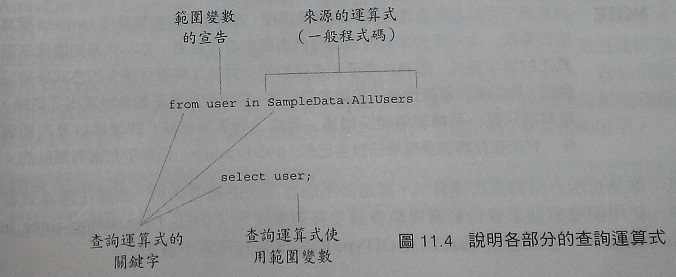 範圍變數
的宣告
來源的運算式
(一般程式碼)
from user in SampleData.AllUsers
select user;
查詢運算式的
關鍵字
查詢運算式使
用範圍變數
圖 11.4 說明各部分的查詢運算式